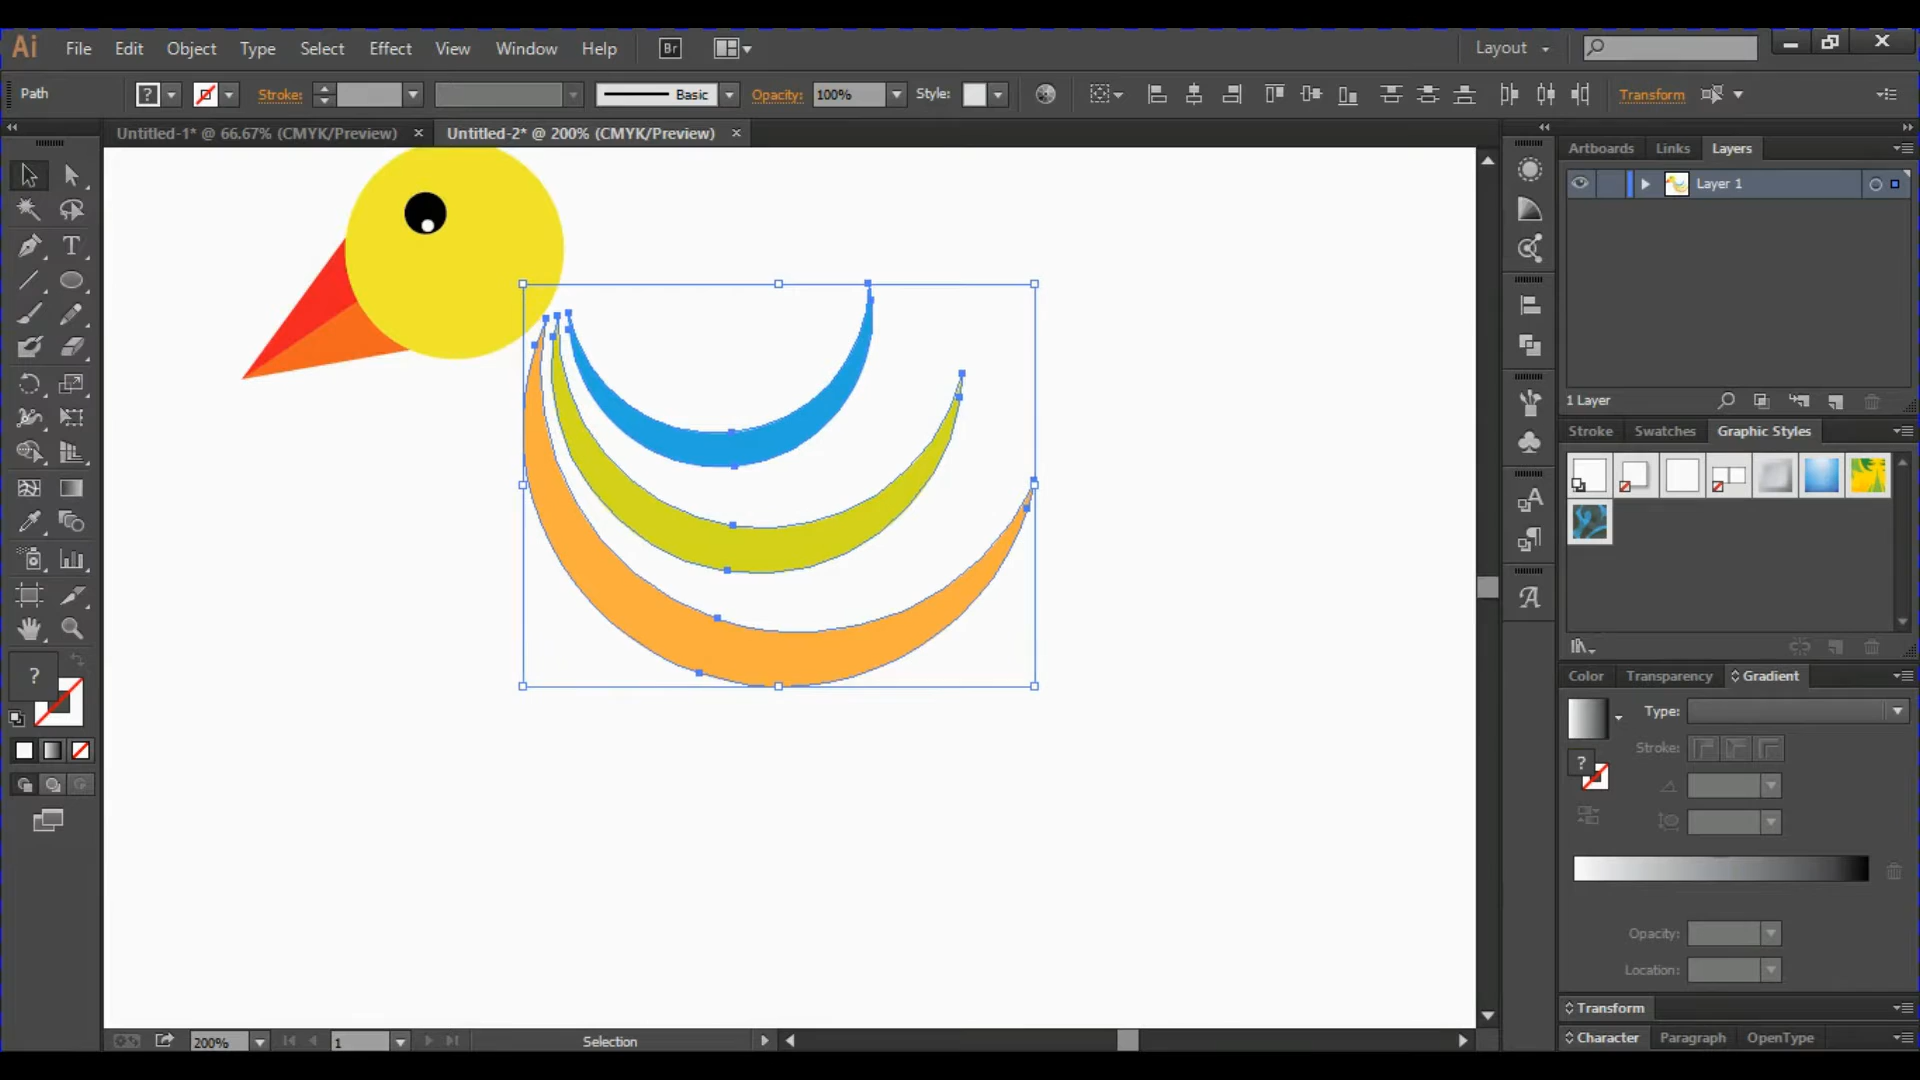 Ai File Edit Object Type Select Effect View Window Help Br Layout
Path Stroke: Basic Opacity: 100% Style: Transform
Untitled-1* @ 66.67% (CMYK/Preview) × Untitled-2* @ 200% (CMYK/Preview) ×
Artboards Links Layers
Layer 1
1 Layer
Stroke Swatches Graphic Styles
Color Transparency Gradient
Type:
Stroke:
Opacity:
Location:
Transform
Character Paragraph OpenType
200% 1 Selection